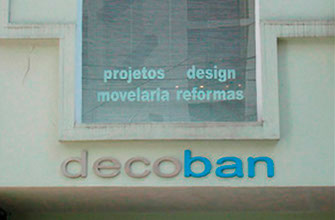 projetos design
movelaria reformas
decoban